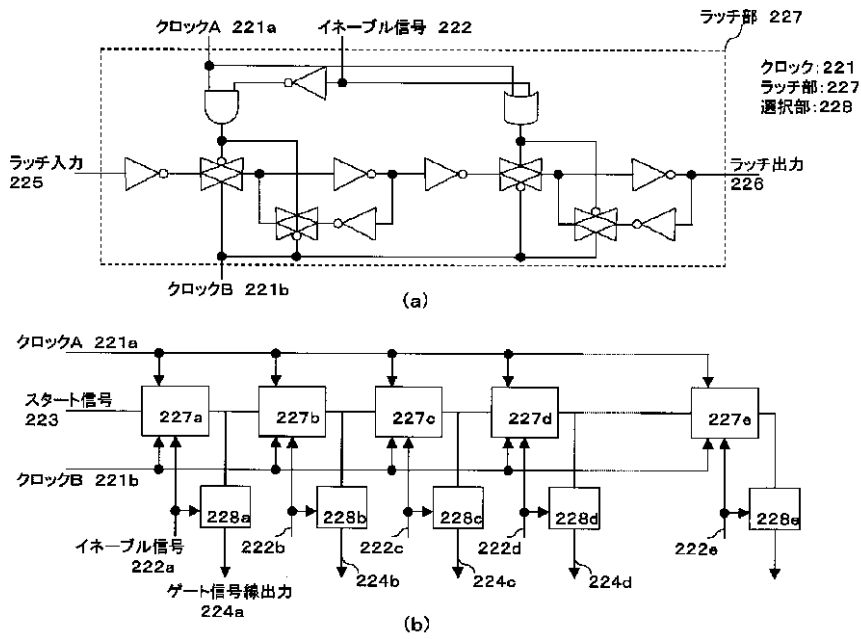 クロックA 221a
イネーブル信号 222
ラッチ部 227
クロック:221
ラッチ部:227
選択部:228
ラッチ入力
225
ラッチ出力
226
クロックB 221b
(a)
クロックA 221a
スタート信号
223
227a
227b
227c
227d
227e
クロックB 221b
228a
228b
228c
228d
228e
イネーブル信号
222a
222b
222c
222d
222e
ゲート信号線出力
224a
224b
224c
224d
(b)